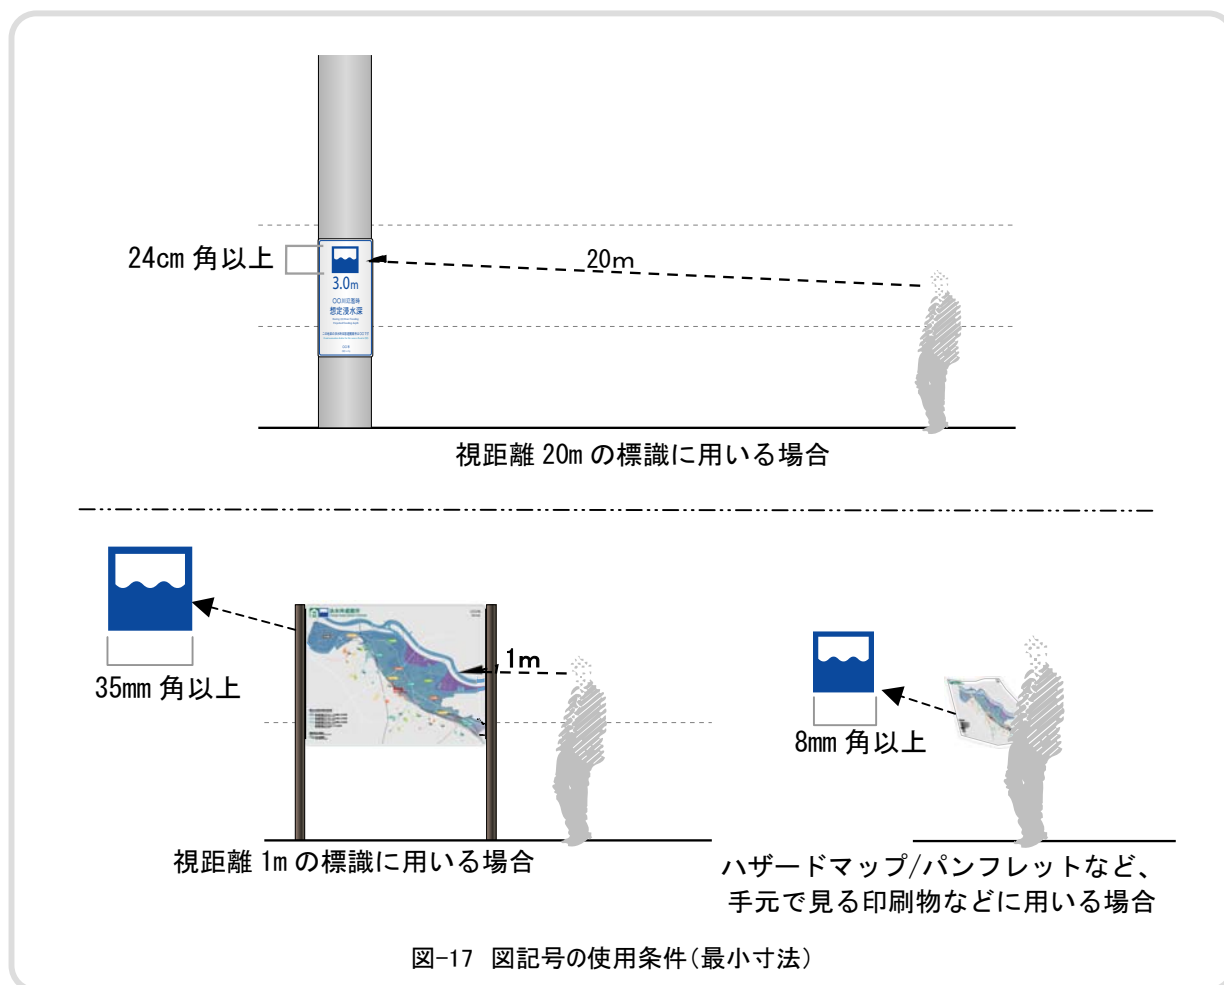 24cm 角以上
20m
3.0m
想定浸水深
視距離 20m の標識に用いる場合
35mm 角以上
1m
8mm 角以上
視距離 1m の標識に用いる場合
ハザードマップ/パンフレットなど、
手元で見る印刷物などに用いる場合
図-17 図記号の使用条件(最小寸法)